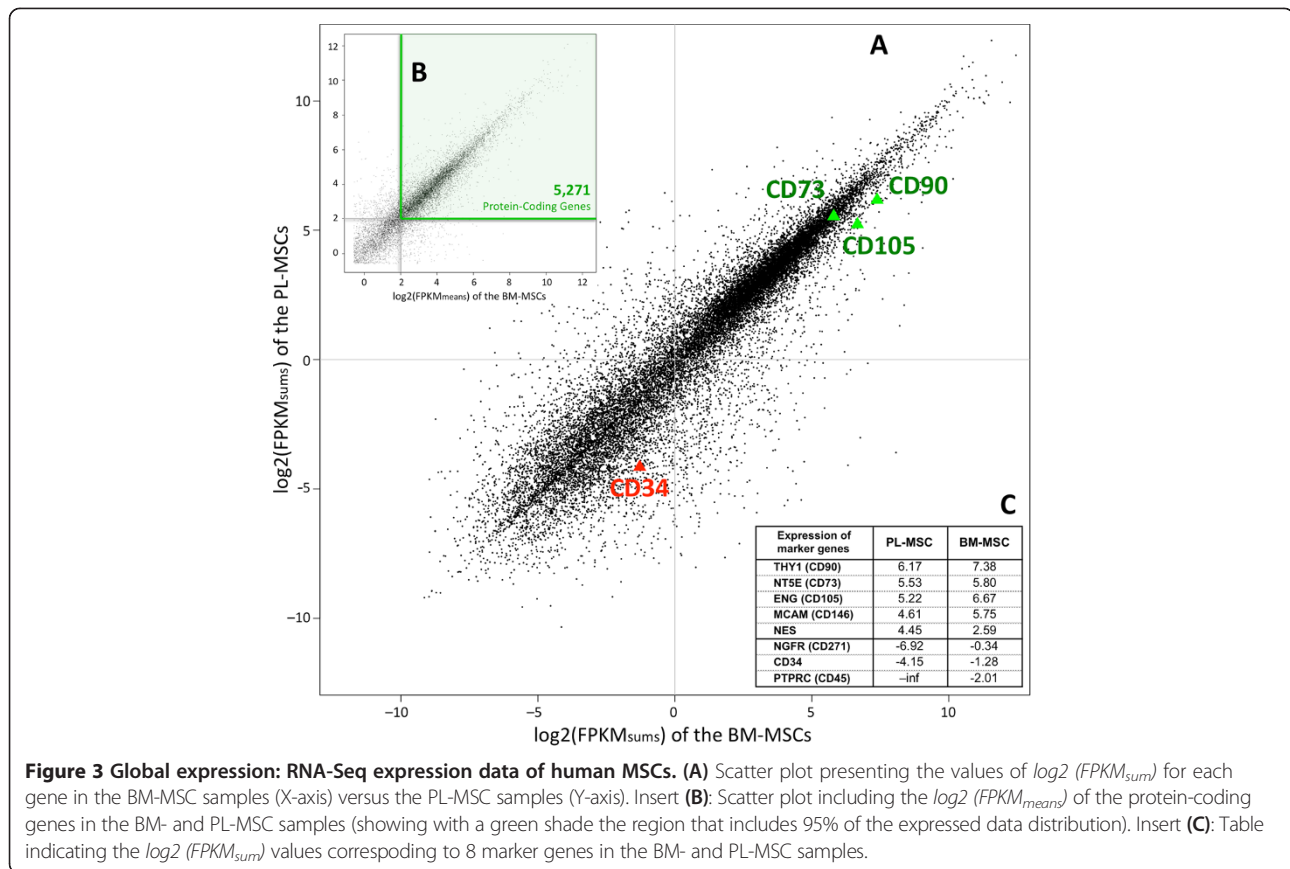 A
B
12
10
8
6
4
2
0
5,271
Protein-Coding Genes
0 2 4 6 8 10 12
log2(FPKMmeans) of the BM-MSCs
10
5
0
−5
−10
log2(FPKMsums) of the PL-MSCs
CD73
CD90
CD105
CD34
C
Expression of marker genes PL-MSC BM-MSC
THY1 (CD90) 6.17 7.38
NT5E (CD73) 5.53 5.80
ENG (CD105) 5.22 6.67
MCAM (CD146) 4.61 5.75
NES 4.45 2.59
NGFR (CD271) -6.92 -0.34
CD34 -4.15 -1.28
PTPRC (CD45) –inf -2.01
−10 −5 0 5 10
log2(FPKMsums) of the BM-MSCs
Figure 3 Global expression: RNA-Seq expression data of human MSCs. (A) Scatter plot presenting the values of log2 (FPKMsum) for each
gene in the BM-MSC samples (X-axis) versus the PL-MSC samples (Y-axis). Insert (B): Scatter plot including the log2 (FPKMmeans) of the protein-coding
genes in the BM- and PL-MSC samples (showing with a green shade the region that includes 95% of the expressed data distribution). Insert (C): Table
indicating the log2 (FPKMsum) values correspoding to 8 marker genes in the BM- and PL-MSC samples.